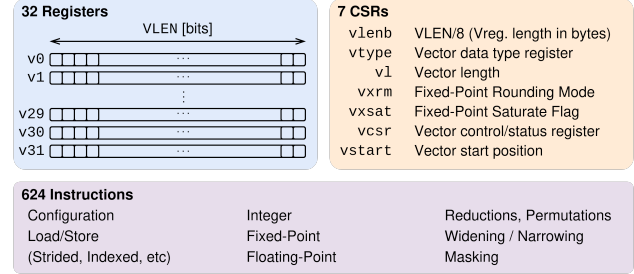 32 Registers
VLEN [bits]
v0 ···
v1 ···
⋮
v29 ···
v30 ···
v31 ···
7 CSRs
vlenb VLEN/8 (Vreg. length in bytes)
vtype Vector data type register
vl Vector length
vxrm Fixed-Point Rounding Mode
vxsat Fixed-Point Saturate Flag
vcsr Vector control/status register
vstart Vector start position
624 Instructions
Configuration Integer Reductions, Permutations
Load/Store Fixed-Point Widening / Narrowing
(Strided, Indexed, etc) Floating-Point Masking